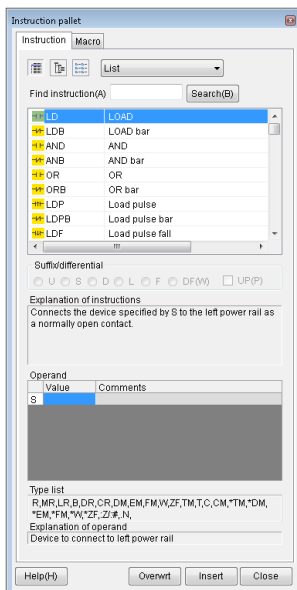 Instruction pallet
Instruction Macro
List
Find instruction(A) Search(B)
LD LOAD
LDB LOAD bar
AND AND
ANB AND bar
OR OR
ORB OR bar
LDP Load pulse
LDPB Load pulse bar
LDF Load pulse fall
Suffix/differential
U S D L F DF(W) UP(P)
Explanation of instructions
Connects the device specified by S to the left power rail as
a normally open contact.
Operand
Value Comments
S
Type list
R,MR,LR,B,DR,CR,DM,EM,FM,W,ZF,TM,T,C,CM,*TM,*DM,
*EM,*FM,*W,*ZF,:Z/:#,.N,
Explanation of operand
Device to connect to left power rail
Help(H) Overwrt Insert Close